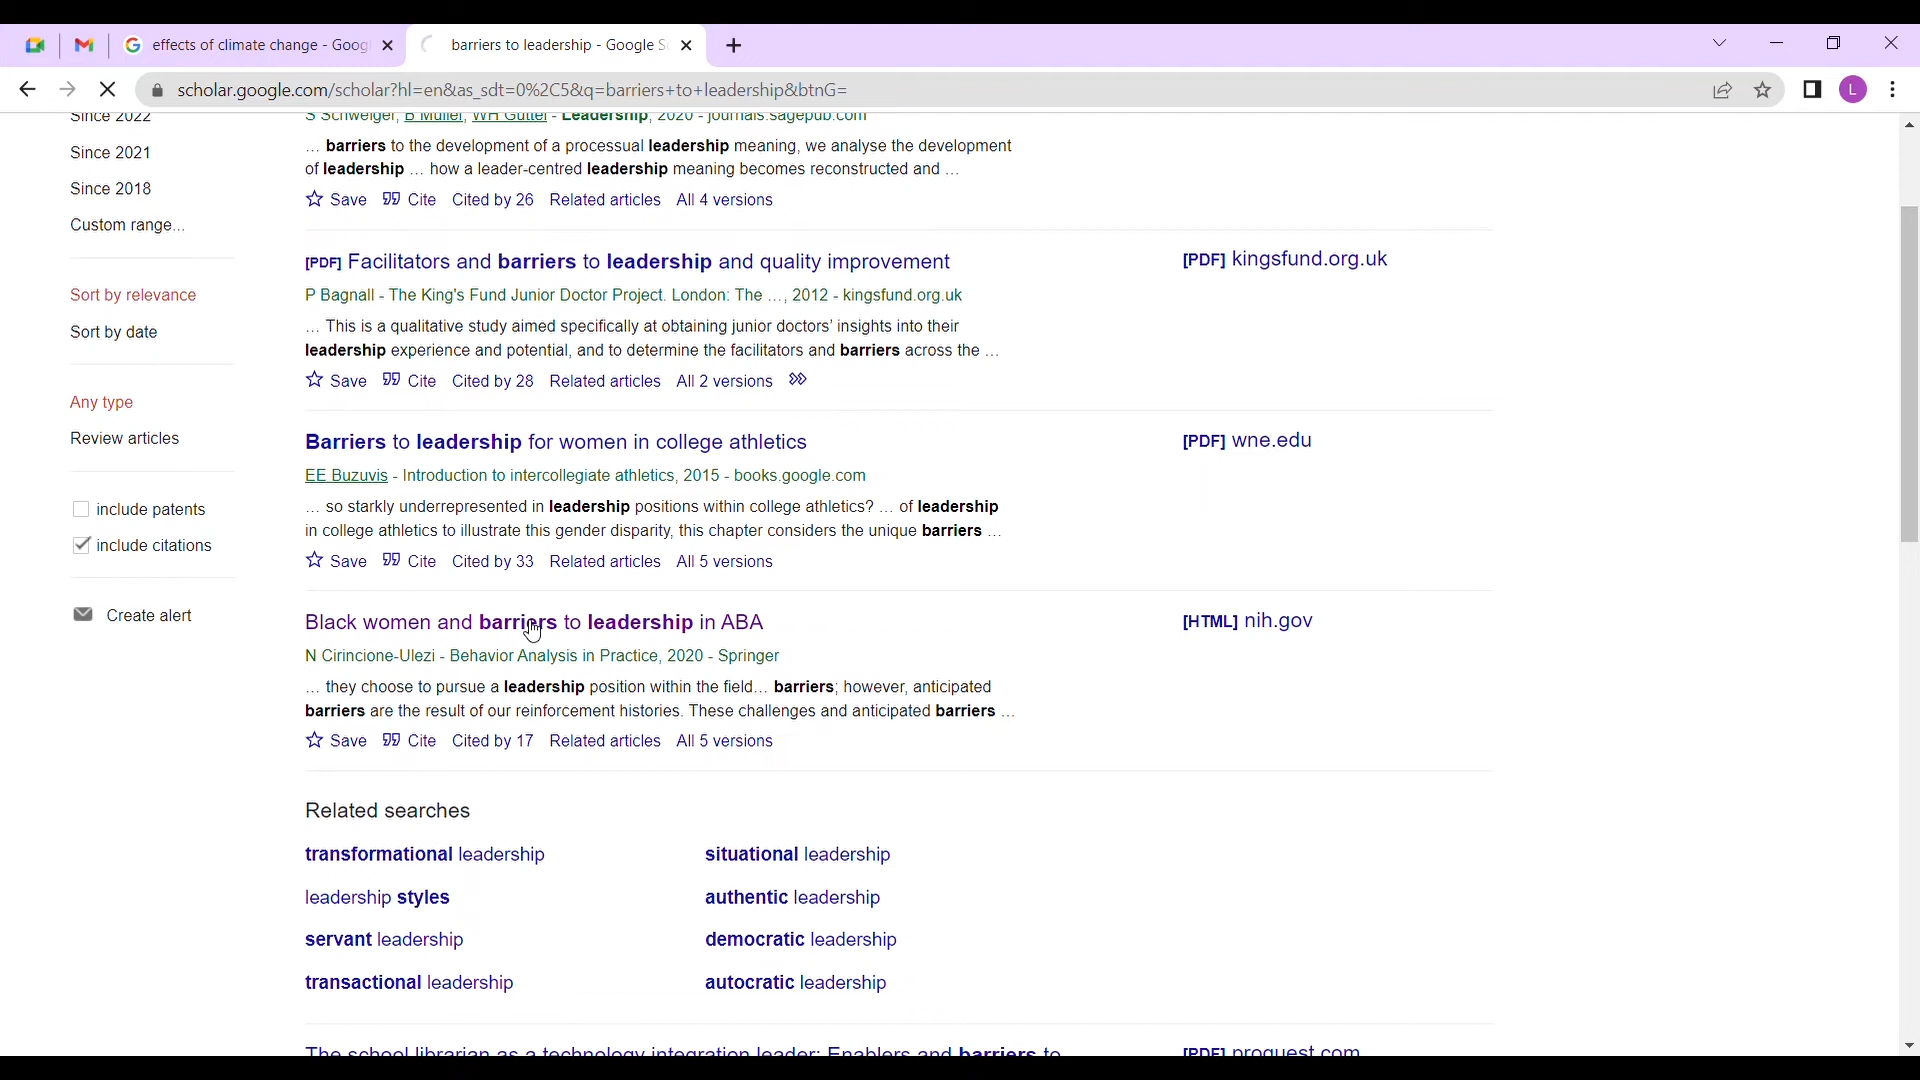 effects of climate change - Goog
barriers to leadership - Google S
scholar.google.com/scholar?hl=en&as_sdt=0%2C5&q=barriers+to+leadership&btnG=
L
Since 2022
Since 2021
Since 2018
Custom range...
Sort by relevance
Sort by date
Any type
Review articles
include patents
include citations
Create alert
S Schweiger, B Müller, WH Güttel - Leadership, 2020 - journals.sagepub.com
... barriers to the development of a processual leadership meaning, we analyse the development
of leadership ... how a leader-centred leadership meaning becomes reconstructed and ...
Save Cite Cited by 26 Related articles All 4 versions
[PDF] Facilitators and barriers to leadership and quality improvement
[PDF] kingsfund.org.uk
P Bagnall - The King's Fund Junior Doctor Project. London: The ..., 2012 - kingsfund.org.uk
... This is a qualitative study aimed specifically at obtaining junior doctors' insights into their
leadership experience and potential, and to determine the facilitators and barriers across the ...
Save Cite Cited by 28 Related articles All 2 versions
Barriers to leadership for women in college athletics
[PDF] wne.edu
EE Buzuvis - Introduction to intercollegiate athletics, 2015 - books.google.com
... so starkly underrepresented in leadership positions within college athletics? ... of leadership
in college athletics to illustrate this gender disparity, this chapter considers the unique barriers ...
Save Cite Cited by 33 Related articles All 5 versions
Black women and barriers to leadership in ABA
[HTML] nih.gov
N Cirincione-Ulezi - Behavior Analysis in Practice, 2020 - Springer
... they choose to pursue a leadership position within the field... barriers; however, anticipated
barriers are the result of our reinforcement histories. These challenges and anticipated barriers ...
Save Cite Cited by 17 Related articles All 5 versions
Related searches
transformational leadership
situational leadership
leadership styles
authentic leadership
servant leadership
democratic leadership
transactional leadership
autocratic leadership
The school librarian as a technology integration leader: Enablers and barriers to
[PDF] proquest.com